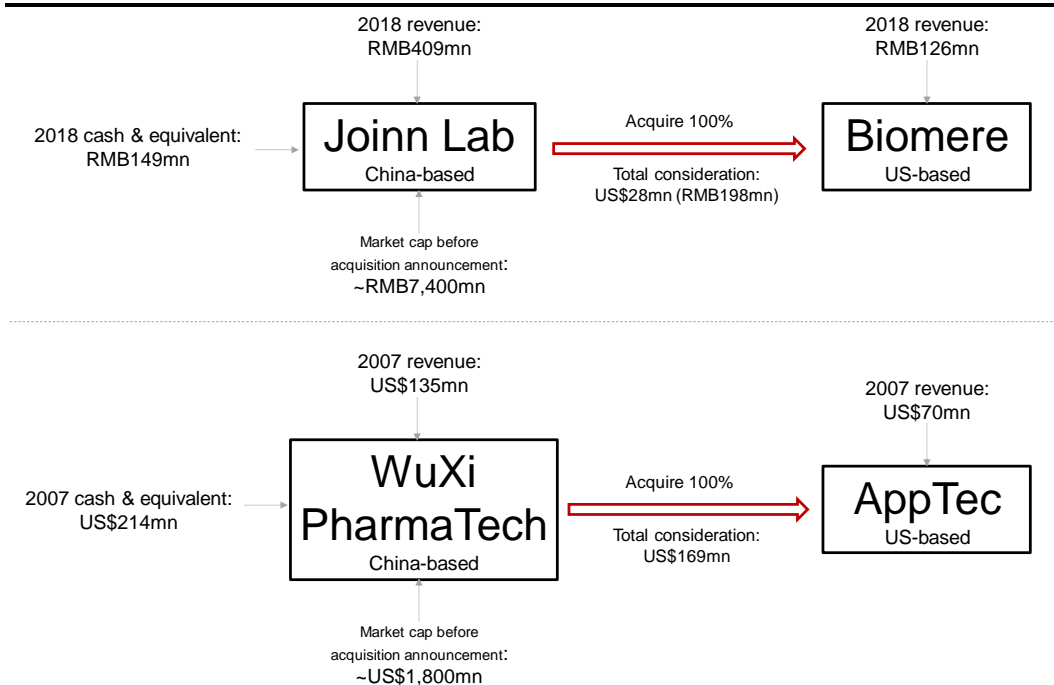 2018 revenue:
RMB409mn
2018 revenue:
RMB126mn
2018 cash & equivalent:
RMB149mn
Joinn Lab
China-based
Acquire 100%
Total consideration:
US$28mn (RMB198mn)
Biomere
US-based
Market cap before
acquisition announcement:
~RMB7,400mn
2007 revenue:
US$135mn
2007 revenue:
US$70mn
2007 cash & equivalent:
US$214mn
WuXi
PharmaTech
China-based
Acquire 100%
Total consideration:
US$169mn
AppTec
US-based
Market cap before
acquisition announcement:
~US$1,800mn